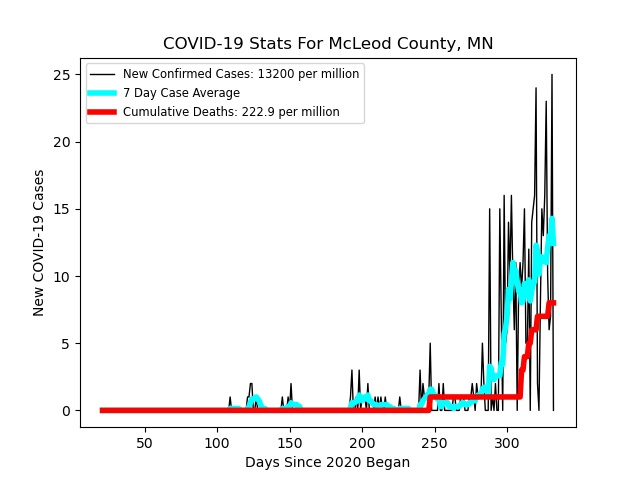 COVID-19 Stats For McLeod County, MN
New Confirmed Cases: 13200 per million
7 Day Case Average
Cumulative Deaths: 222.9 per million
New COVID-19 Cases
25
20
15
10
5
0
50 100 150 200 250 300
Days Since 2020 Began